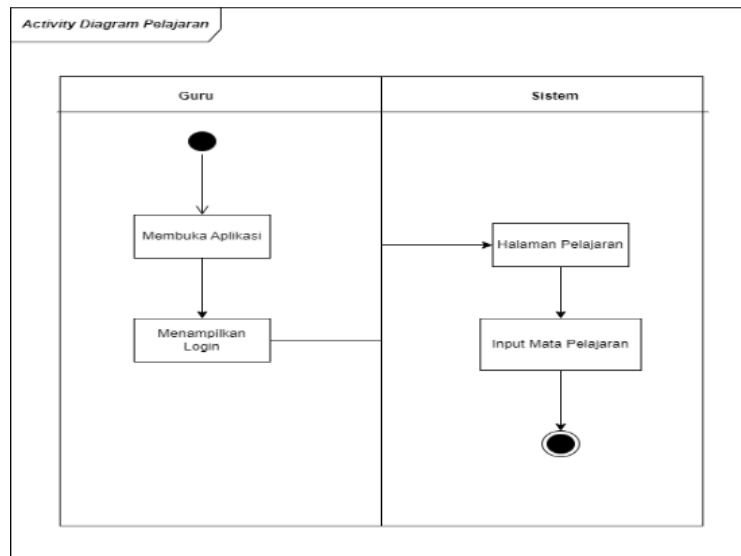 Activity Diagram Pelajaran
Guru
Sistem
Membuka Aplikasi
Menampilkan
Login
Halaman Pelajaran
Input Mata Pelajaran